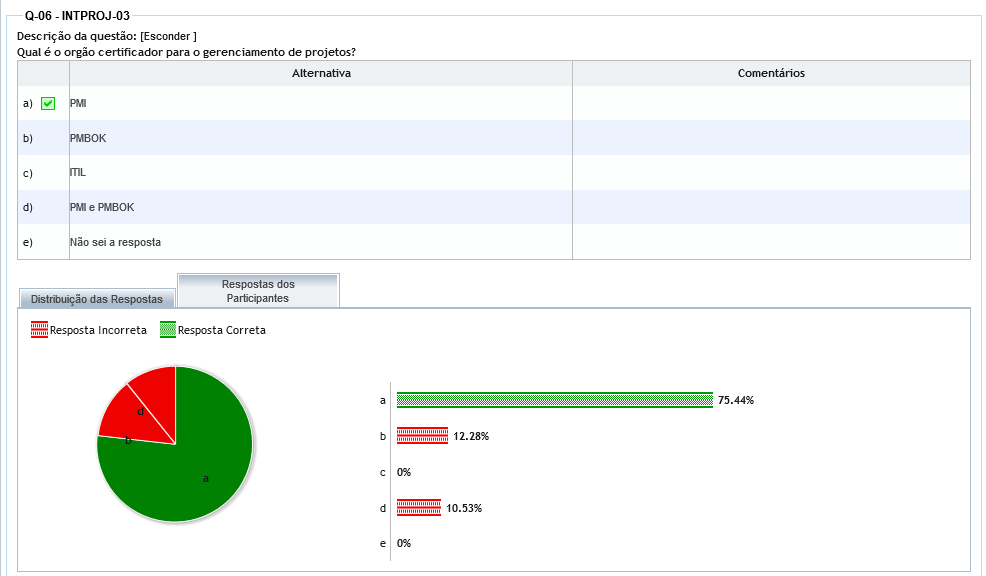 Q-06 - INTPROJ-03
Descrição da questão: [Esconder ]
Qual é o orgão certificador para o gerenciamento de projetos?
Alternativa Comentários
a) PMI
b) PMBOK
c) ITIL
d) PMI e PMBOK
e) Não sei a resposta
Distribuição das Respostas
Respostas dos
Participantes
Resposta Incorreta Resposta Correta
d
b
a
a 75.44%
b 12.28%
c 0%
d 10.53%
e 0%